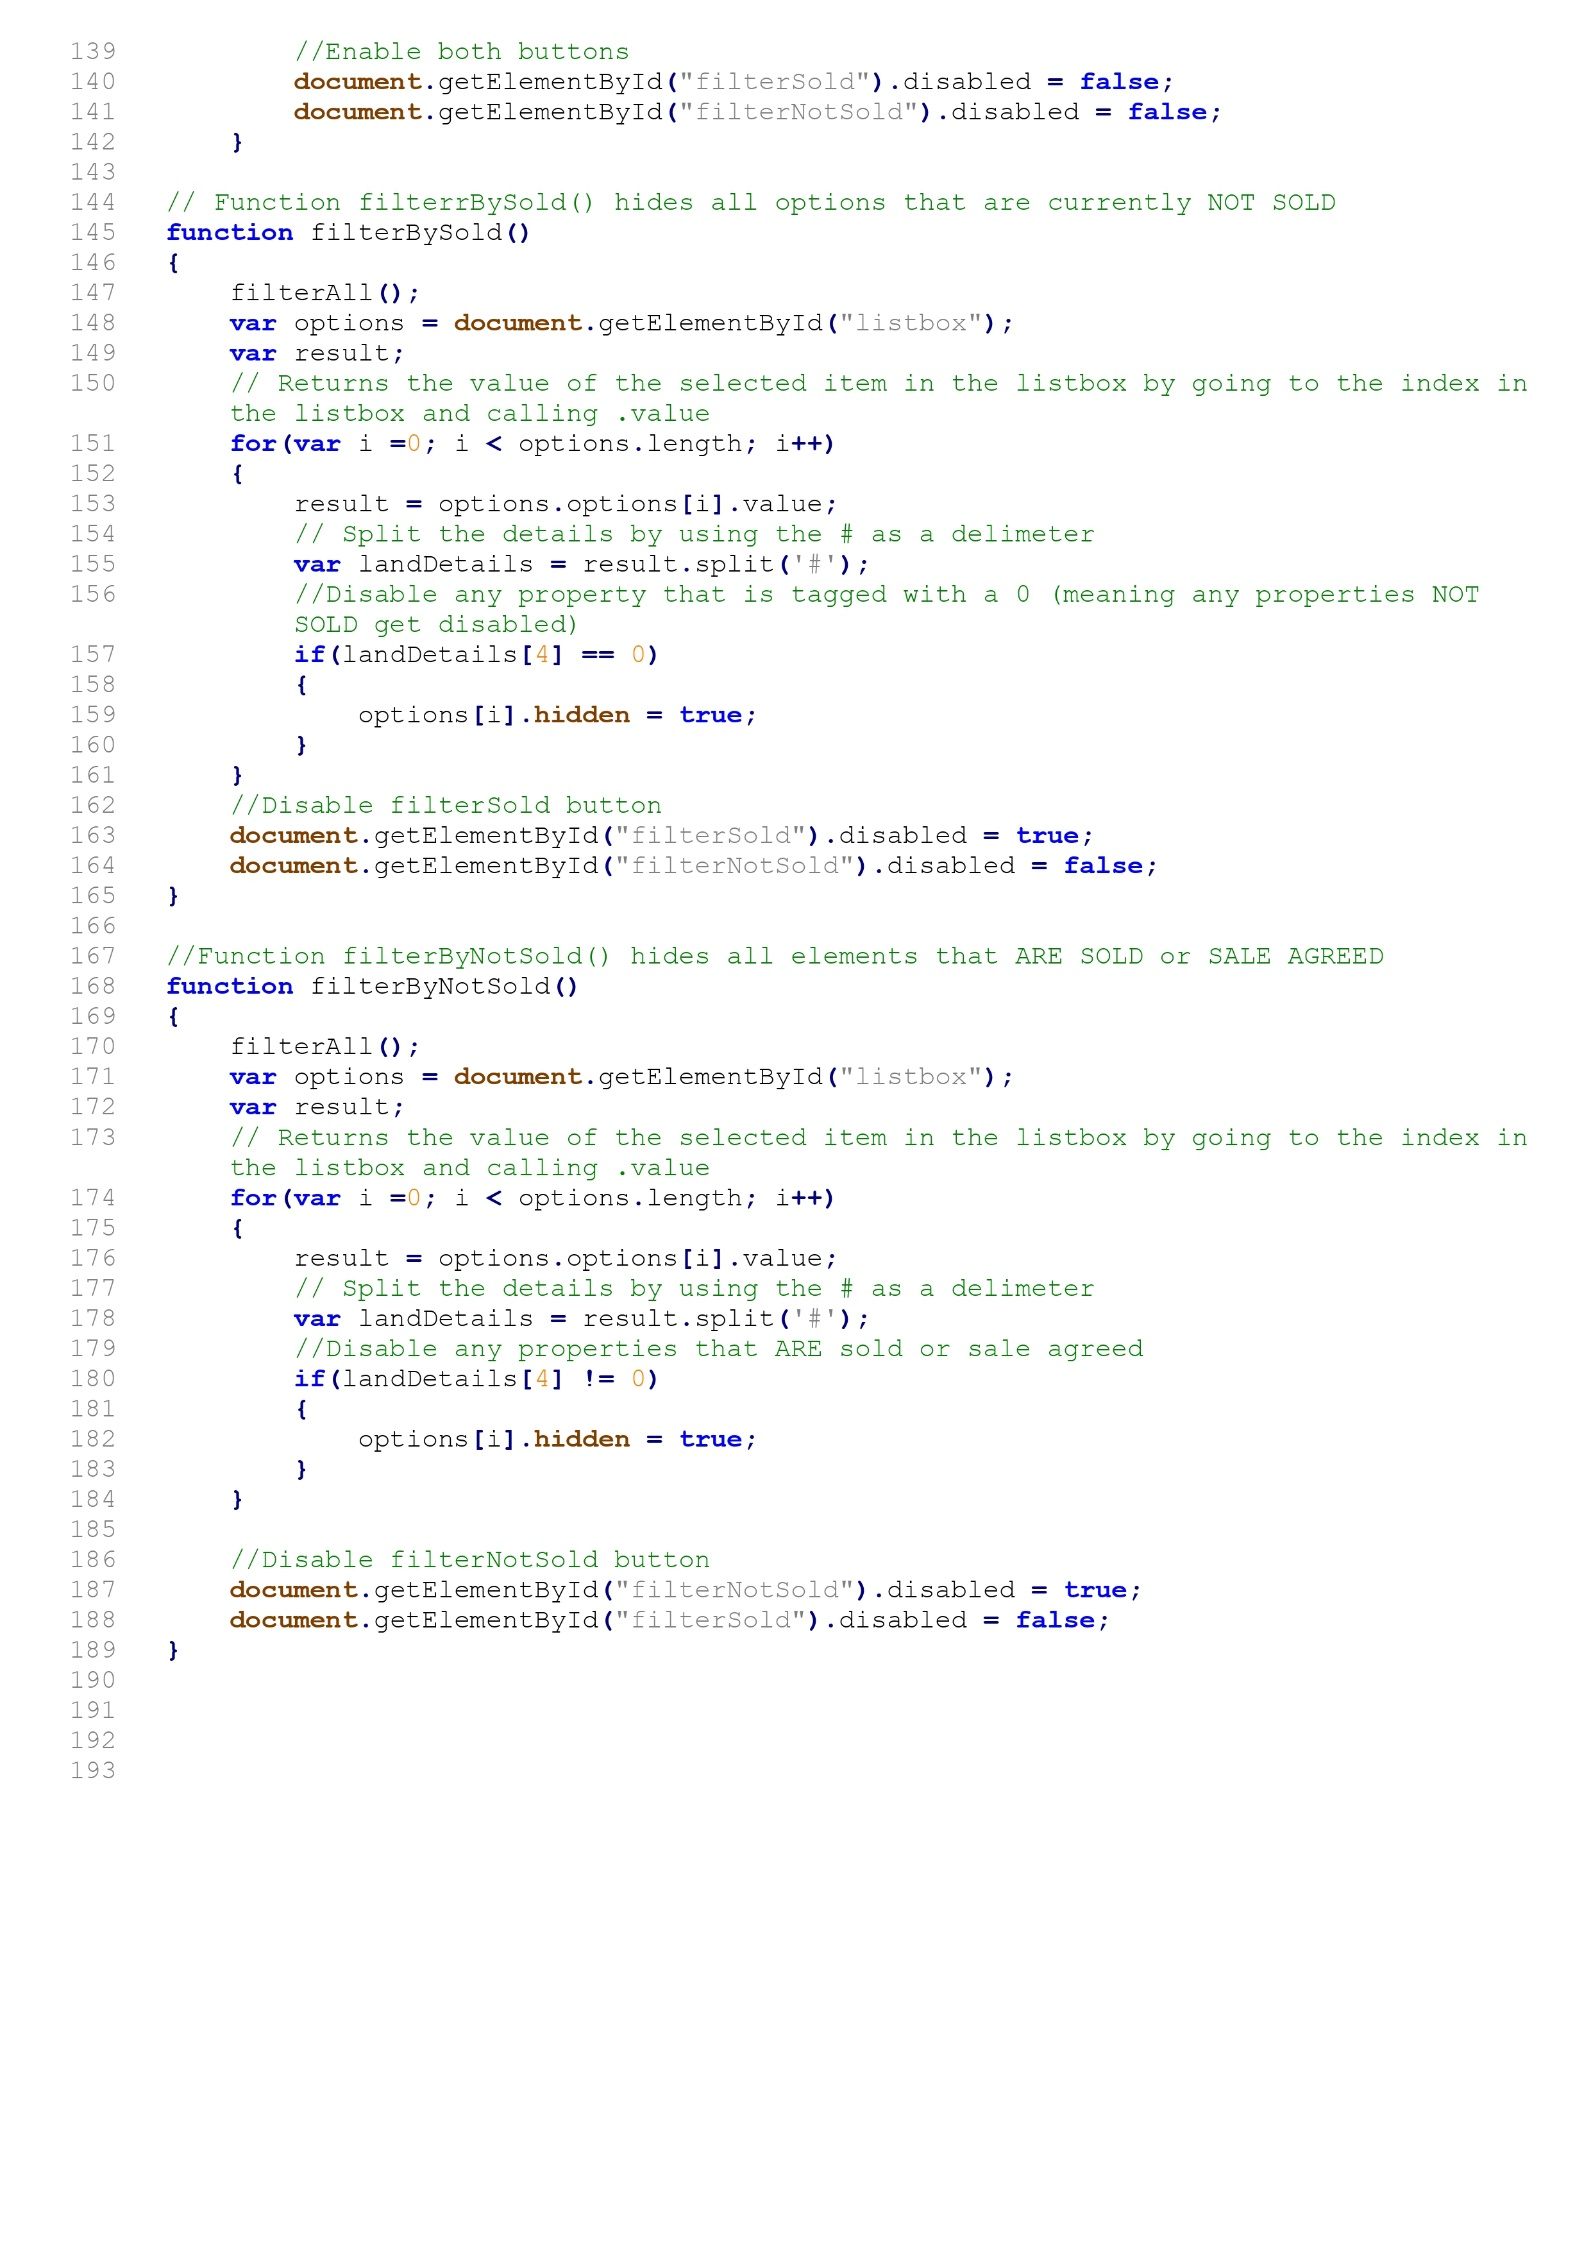 139 //Enable both buttons
140 document.getElementById("filterSold").disabled = false;
141 document.getElementById("filterNotSold").disabled = false;
142 }
143
144 // Function filterrBySold() hides all options that are currently NOT SOLD
145 function filterBySold()
146 {
147 filterAll();
148 var options = document.getElementById("listbox");
149 var result;
150 // Returns the value of the selected item in the listbox by going to the index in
the listbox and calling .value
151 for(var i =0; i < options.length; i++)
152 {
153 result = options.options[i].value;
154 // Split the details by using the # as a delimeter
155 var landDetails = result.split('#');
156 //Disable any property that is tagged with a 0 (meaning any properties NOT
SOLD get disabled)
157 if(landDetails[4] == 0)
158 {
159 options[i].hidden = true;
160 }
161 }
162 //Disable filterSold button
163 document.getElementById("filterSold").disabled = true;
164 document.getElementById("filterNotSold").disabled = false;
165 }
166
167 //Function filterByNotSold() hides all elements that ARE SOLD or SALE AGREED
168 function filterByNotSold()
169 {
170 filterAll();
171 var options = document.getElementById("listbox");
172 var result;
173 // Returns the value of the selected item in the listbox by going to the index in
the listbox and calling .value
174 for(var i =0; i < options.length; i++)
175 {
176 result = options.options[i].value;
177 // Split the details by using the # as a delimeter
178 var landDetails = result.split('#');
179 //Disable any properties that ARE sold or sale agreed
180 if(landDetails[4] != 0)
181 {
182 options[i].hidden = true;
183 }
184 }
185
186 //Disable filterNotSold button
187 document.getElementById("filterNotSold").disabled = true;
188 document.getElementById("filterSold").disabled = false;
189 }
190
191
192
193